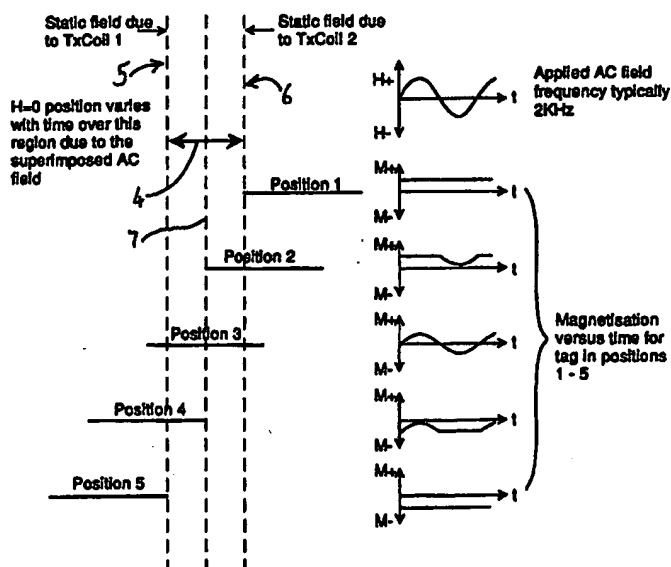 Static field due
to TxCoil 1
Static field due
to TxCoil 2
5
6
H=0 position varies
with time over this
region due to the
superimposed AC
field
4
7
Position 1
Position 2
Position 3
Position 4
Position 5
H+
H-
t
Applied AC field
frequency typically
2KHz
M+
M-
t
M+
M-
t
M+
M-
t
M+
M-
t
M+
M-
t
Magnetisation
versus time for
tag in positions
1 - 5